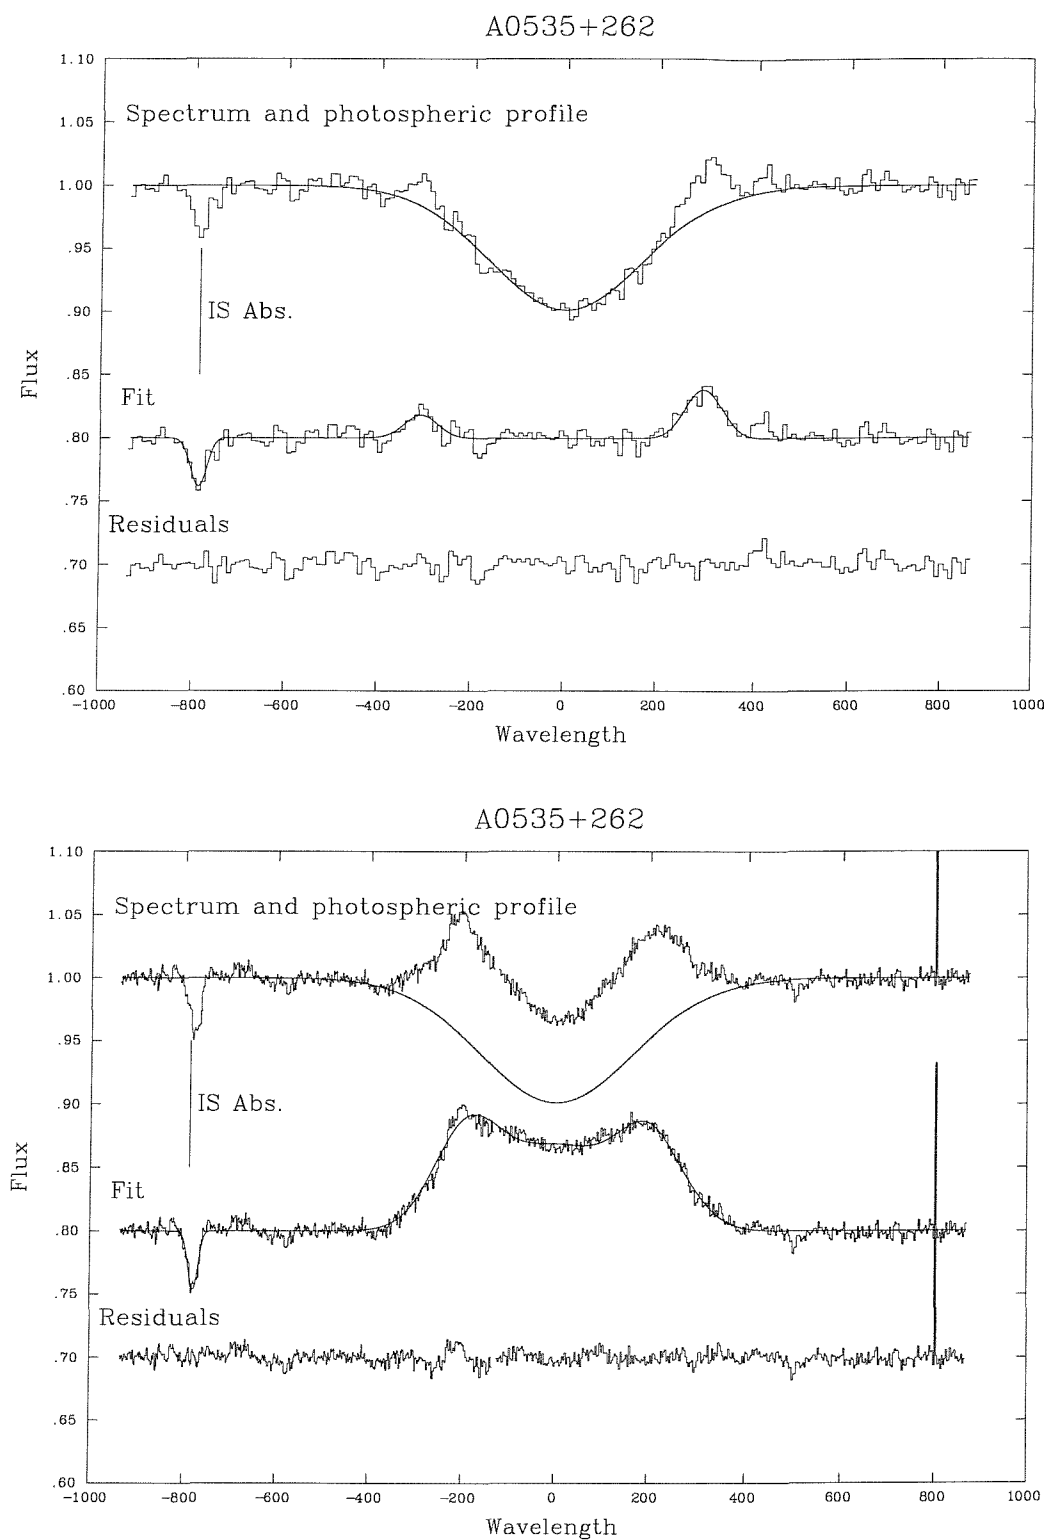 A0535+262
1.10
1.05
1.00
.95
.90
.85
.80
.75
.70
.65
.60
Flux
Spectrum and photospheric profile
IS Abs.
Fit
Residuals
-1000 -800 -600 -400 -200 0 200 400 600 800 1000
Wavelength
A0535+262
1.10
1.05
1.00
.95
.90
.85
.80
.75
.70
.65
.60
Flux
Spectrum and photospheric profile
IS Abs.
Fit
Residuals
-1000 -800 -600 -400 -200 0 200 400 600 800 1000
Wavelength